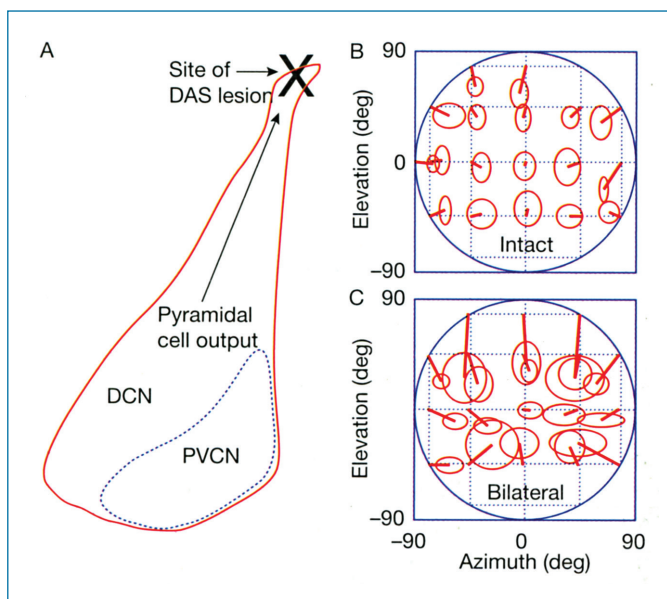 A
Site of
DAS lesion
Pyramidal
cell output
DCN
PVCN
B
90
0
–90
Elevation (deg)
Intact
C
90
0
–90
Elevation (deg)
Bilateral
–90
0
90
Azimuth (deg)